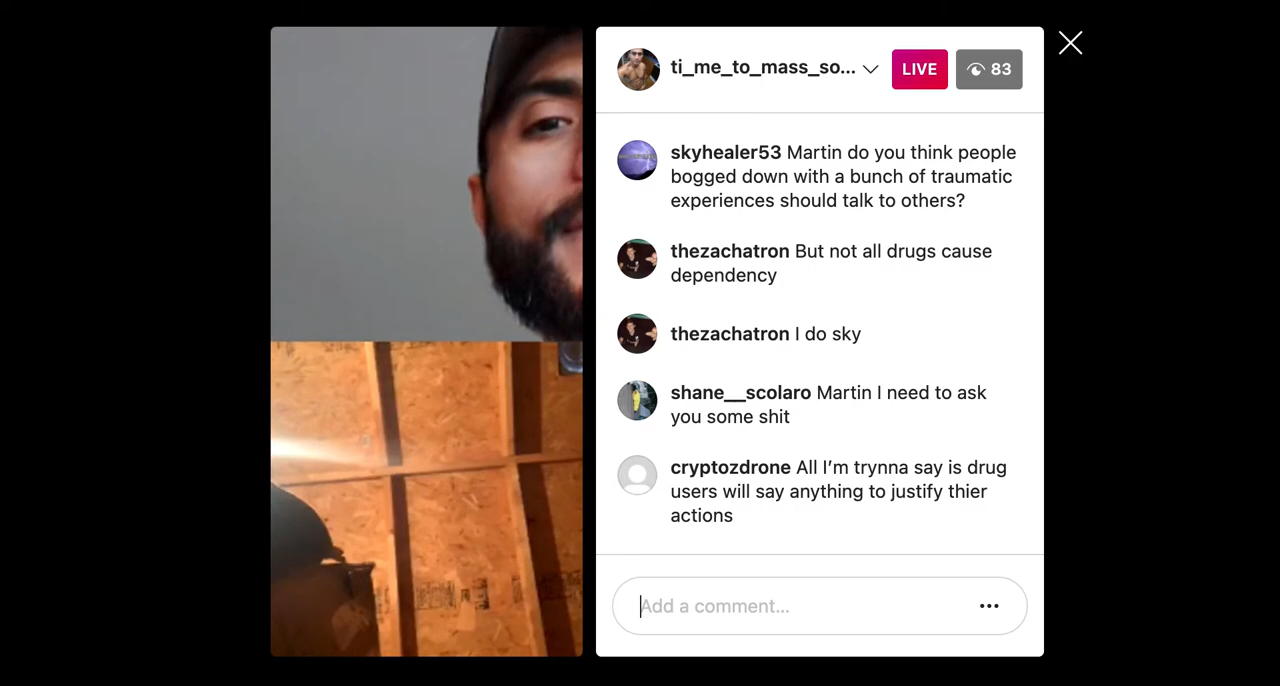 ti_me_to_mass_so...
LIVE
83
skyhealer53 Martin do you think people
bogged down with a bunch of traumatic
experiences should talk to others?
thezachatron But not all drugs cause
dependency
thezachatron I do sky
shane__scolaro Martin I need to ask
you some shit
cryptozdrone All I’m trynna say is drug
users will say anything to justify thier
actions
Add a comment...